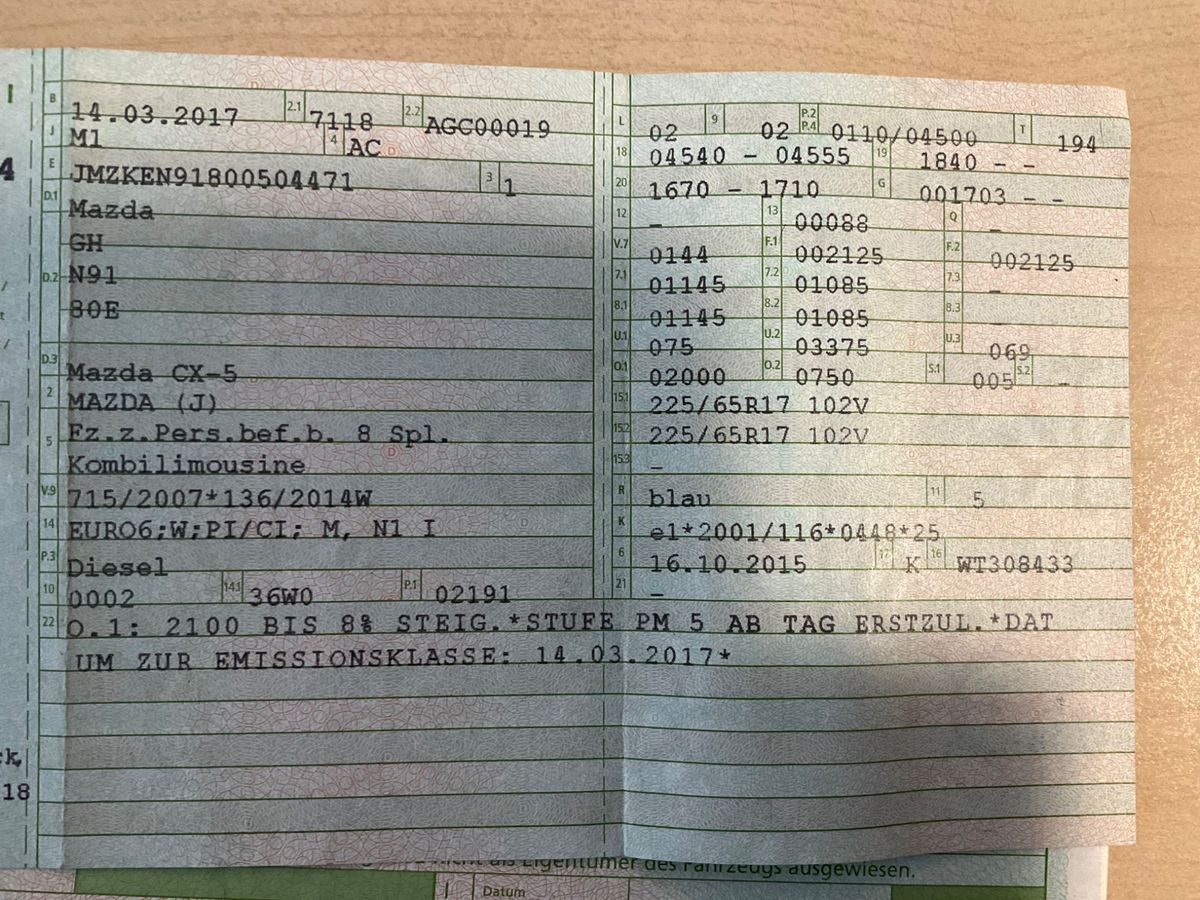 B 14.03.2017 2.1 7118 2.2 AGC00019
J M1 4 AC
E JMZKEN91800504471 3 1
D.1 Mazda
GH
D.2 N91
80E
D.3 Mazda CX-5
2 MAZDA (J)
5 Fz.z.Pers.bef.b. 8 Spl.
Kombilimousine
V.9 715/2007*136/2014W
14 EURO6;W;PI/CI; M, N1 I
P.3 Diesel
10 0002 14.1 36W0 P.1 02191
L 02 9 02 P.2 P.4 0110/04500 T 194
18 04540 - 04555 19 1840 - -
20 1670 - 1710 G 001703 - -
12 - 13 00088 Q -
V.7 0144 F.1 002125 F.2 002125
7.1 01145 7.2 01085 7.3 -
8.1 01145 8.2 01085 8.3
U.1 075 U.2 03375 U.3 069
O.1 02000 O.2 0750 S.1 005 S.2 -
15.1 225/65R17 102V
15.2 225/65R17 102V
15.3 -
R blau 11 5
K e1*2001/116*0448*25
6 16.10.2015 17 K 16 WT308433
21 -
22 O.1: 2100 BIS 8% STEIG.*STUFE PM 5 AB TAG ERSTZUL.*DAT
UM ZUR EMISSIONSKLASSE: 14.03.2017*
18
als Eigentümer des Fahrzeugs ausgewiesen.
Datum